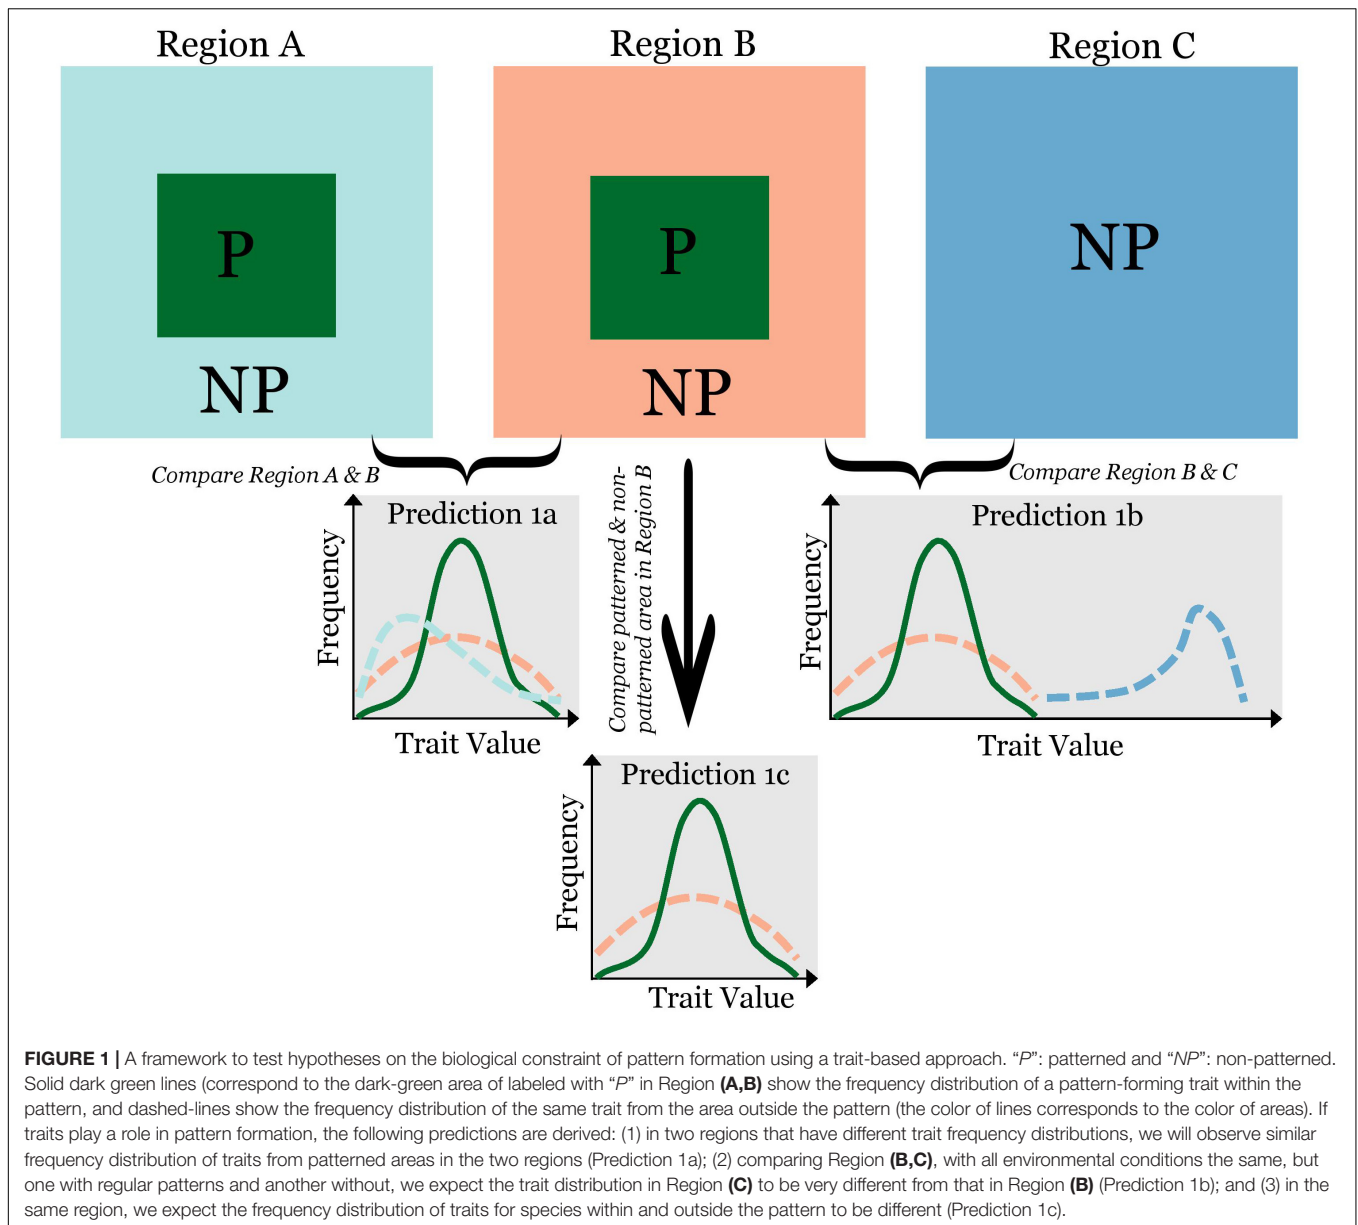 Region A
Region B
Region C
P
P
NP
NP
NP
Compare Region A & B
Compare patterned & non-
patterned area in Region B
Compare Region B & C
Prediction 1a
Frequency
Trait Value
Prediction 1b
Frequency
Trait Value
Prediction 1c
Frequency
Trait Value
FIGURE 1 | A framework to test hypotheses on the biological constraint of pattern formation using a trait-based approach. “P”: patterned and “NP”: non-patterned.
Solid dark green lines (correspond to the dark-green area of labeled with “P” in Region (A,B) show the frequency distribution of a pattern-forming trait within the
pattern, and dashed-lines show the frequency distribution of the same trait from the area outside the pattern (the color of lines corresponds to the color of areas). If
traits play a role in pattern formation, the following predictions are derived: (1) in two regions that have different trait frequency distributions, we will observe similar
frequency distribution of traits from patterned areas in the two regions (Prediction 1a); (2) comparing Region (B,C), with all environmental conditions the same, but
one with regular patterns and another without, we expect the trait distribution in Region (C) to be very different from that in Region (B) (Prediction 1b); and (3) in the
same region, we expect the frequency distribution of traits for species within and outside the pattern to be different (Prediction 1c).